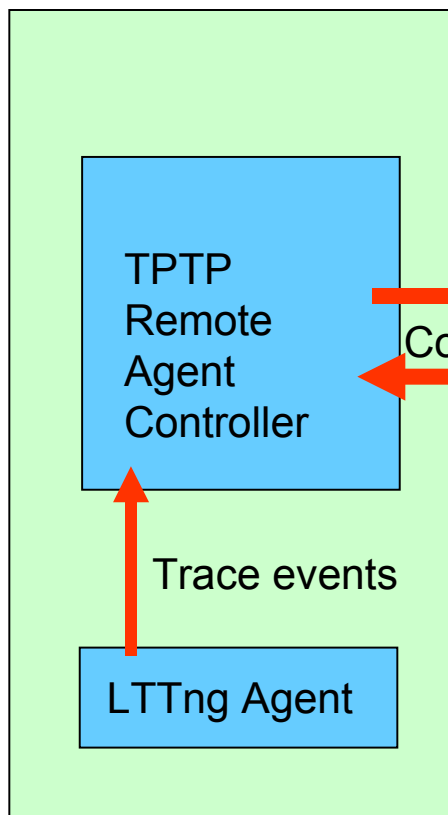 TPTP
Remote
Agent
Controller
Trace events
LTTng Agent